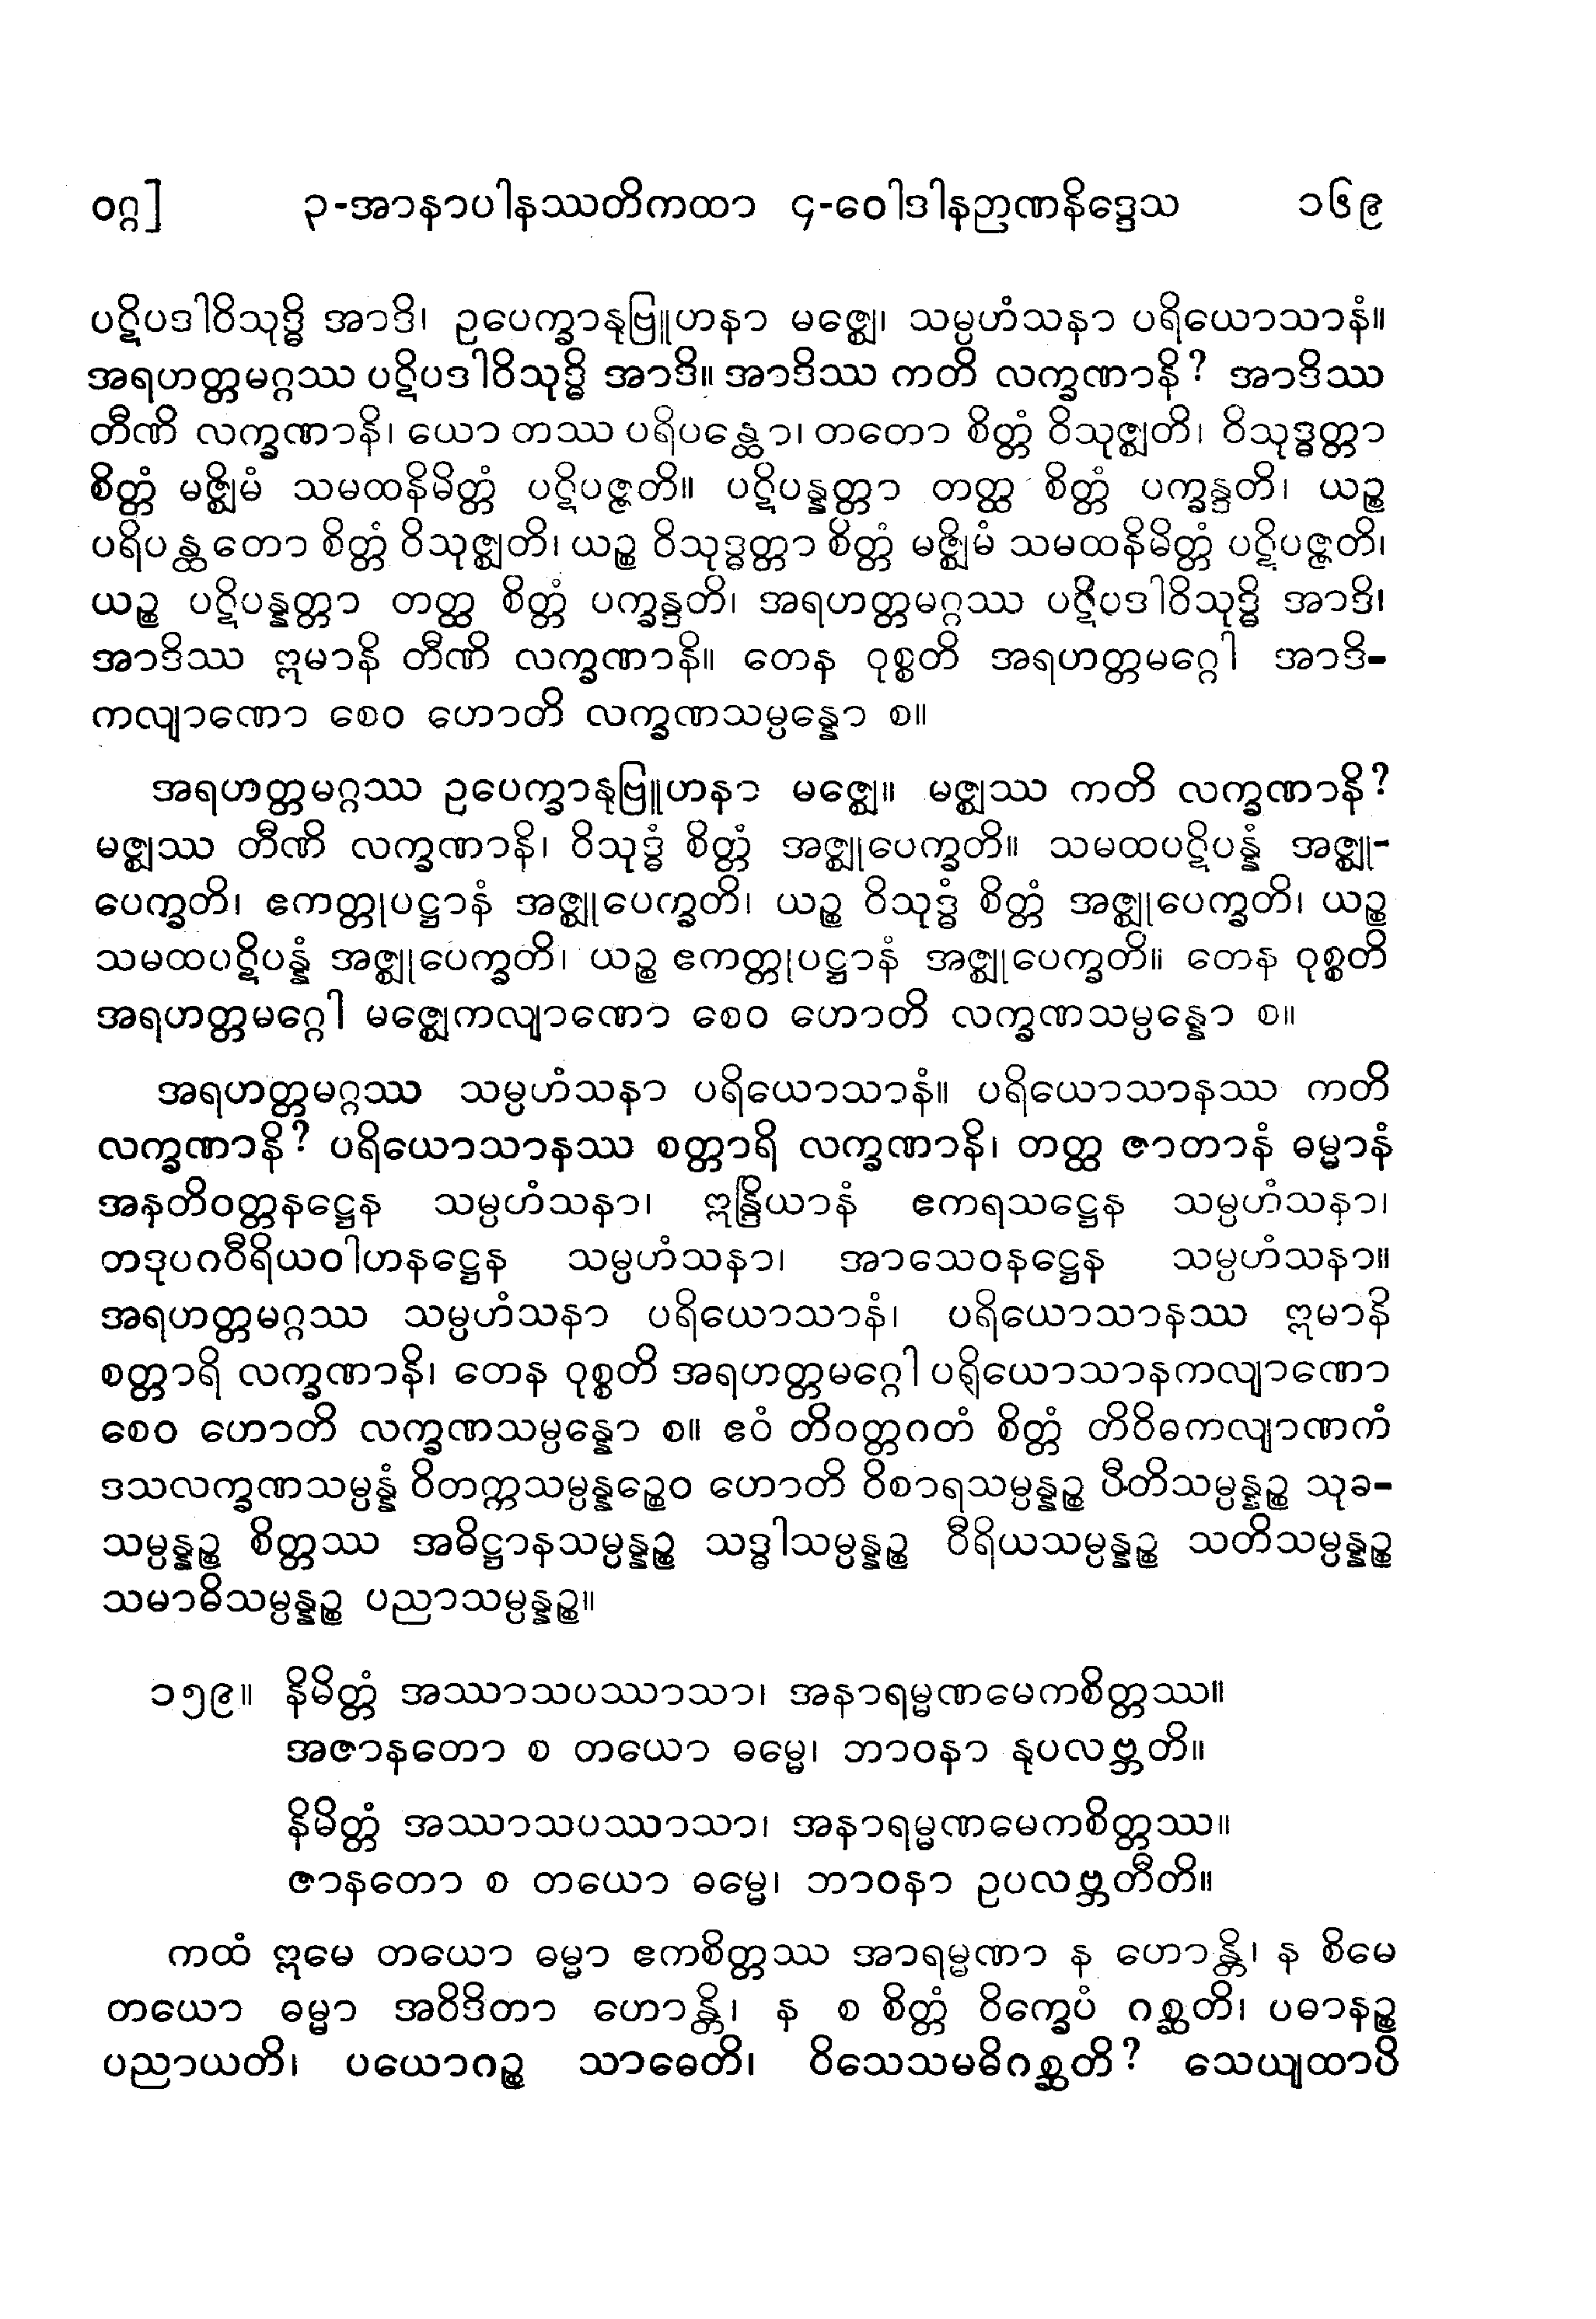 ဝဂ္ဂ] ၃-အာနာပါနဿတိကထာ ၄-ဝေါဒါနဉာဏနိဒ္ဒေသ ၁၆၉
ပဋိပဒါဝိသုဒ္ဓိ အာဒိ၊ ဥပေက္ခာနုဗြူဟနာ မဇ္ဈေ၊ သမ္ပဟံသနာ ပရိယောသာနံ။
အရဟတ္တမဂ္ဂဿ ပဋိပဒါဝိသုဒ္ဓိ အာဒိ။ အာဒိဿ ကတိ လက္ခဏာနိ? အာဒိဿ
တီဏိ လက္ခဏာနိ၊ ယော တဿ ပရိပန္ထော၊ တတော စိတ္တံ ဝိသုဇ္ဈတိ၊ ဝိသုဒ္ဓတ္တာ
စိတ္တံ မဇ္ဈိမံ သမထနိမိတ္တံ ပဋိပဇ္ဇတိ။ ပဋိပန္နတ္တာ တတ္ထ စိတ္တံ ပက္ခန္ဒတိ၊ ယဉ္စ
ပရိပန္ထတော စိတ္တံ ဝိသုဇ္ဈတိ၊ ယဉ္စ ဝိသုဒ္ဓတ္တာ စိတ္တံ မဇ္ဈိမံ သမထနိမိတ္တံ ပဋိပဇ္ဇတိ၊
ယဉ္စ ပဋိပန္နတ္တာ တတ္ထ စိတ္တံ ပက္ခန္ဒတိ၊ အရဟတ္တမဂ္ဂဿ ပဋိပဒါဝိသုဒ္ဓိ အာဒိ၊
အာဒိဿ ဣမာနိ တီဏိ လက္ခဏာနိ။ တေန ဝုစ္စတိ အရဟတ္တမဂ္ဂေါ အာဒိ-
ကလျာဏော စေဝ ဟောတိ လက္ခဏသမ္ပန္နော စ။
အရဟတ္တမဂ္ဂဿ ဥပေက္ခာနုဗြူဟနာ မဇ္ဈေ။ မဇ္ဈဿ ကတိ လက္ခဏာနိ?
မဇ္ဈဿ တီဏိ လက္ခဏာနိ၊ ဝိသုဒ္ဓံ စိတ္တံ အဇ္ဈုပေက္ခတိ။ သမထပဋိပန္နံ အဇ္ဈု-
ပေက္ခတိ၊ ဧကတ္တုပဋ္ဌာနံ အဇ္ဈုပေက္ခတိ၊ ယဉ္စ ဝိသုဒ္ဓံ စိတ္တံ အဇ္ဈုပေက္ခတိ၊ ယဉ္စ
သမထပဋိပန္နံ အဇ္ဈုပေက္ခတိ၊ ယဉ္စ ဧကတ္တုပဋ္ဌာနံ အဇ္ဈုပေက္ခတိ။ တေန ဝုစ္စတိ
အရဟတ္တမဂ္ဂေါ မဇ္ဈေကလျာဏော စေဝ ဟောတိ လက္ခဏသမ္ပန္နော စ။
အရဟတ္တမဂ္ဂဿ သမ္ပဟံသနာ ပရိယောသာနံ။ ပရိယောသာနဿ ကတိ
လက္ခဏာနိ? ပရိယောသာနဿ စတ္တာရိ လက္ခဏာနိ၊ တတ္ထ ဇာတာနံ ဓမ္မာနံ
အနတိဝတ္တနဋ္ဌေန သမ္ပဟံသနာ၊ ဣန္ဒြိယာနံ ဧကရသဋ္ဌေန သမ္ပဟံသနာ၊
တဒုပဂဝီရိယဝါဟနဋ္ဌေန သမ္ပဟံသနာ၊ အာသေဝနဋ္ဌေန သမ္ပဟံသနာ။
အရဟတ္တမဂ္ဂဿ သမ္ပဟံသနာ ပရိယောသာနံ၊ ပရိယောသာနဿ ဣမာနိ
စတ္တာရိ လက္ခဏာနိ၊ တေန ဝုစ္စတိ အရဟတ္တမဂ္ဂေါ ပရိယောသာနကလျာဏော
စေဝ ဟောတိ လက္ခဏသမ္ပန္နော စ။ ဧဝံ တိဝတ္တဂတံ စိတ္တံ တိဝိဓကလျာဏကံ
ဒသလက္ခဏသမ္ပန္နံ ဝိတက္ကသမ္ပန္နဉ္စေဝ ဟောတိ ဝိစာရသမ္ပန္နဉ္စ ပီတိသမ္ပန္နဉ္စ သုခ-
သမ္ပန္နဉ္စ စိတ္တဿ အဓိဋ္ဌာနသမ္ပန္နဉ္စ သဒ္ဓါသမ္ပန္နဉ္စ ဝီရိယသမ္ပန္နဉ္စ သတိသမ္ပန္နဉ္စ
သမာဓိသမ္ပန္နဉ္စ ပညာသမ္ပန္နဉ္စ။
၁၅၉။ နိမိတ္တံ အဿာသပဿာသာ၊ အနာရမ္မဏမေကစိတ္တဿ။
အဇာနတော စ တယော ဓမ္မေ၊ ဘာဝနာ နုပလဗ္ဘတိ။
နိမိတ္တံ အဿာသပဿာသာ၊ အနာရမ္မဏမေကစိတ္တဿ။
ဇာနတော စ တယော ဓမ္မေ၊ ဘာဝနာ ဥပလဗ္ဘတီတိ။
ကထံ ဣမေ တယော ဓမ္မာ ဧကစိတ္တဿ အာရမ္မဏာ န ဟောန္တိ၊ န စိမေ
တယော ဓမ္မာ အဝိဒိတာ ဟောန္တိ၊ န စ စိတ္တံ ဝိက္ခေပံ ဂစ္ဆတိ၊ ပဓာနဉ္စ
ပညာယတိ၊ ပယောဂဉ္စ သာဓေတိ၊ ဝိသေသမဓိဂစ္ဆတိ? သေယျထာပိ